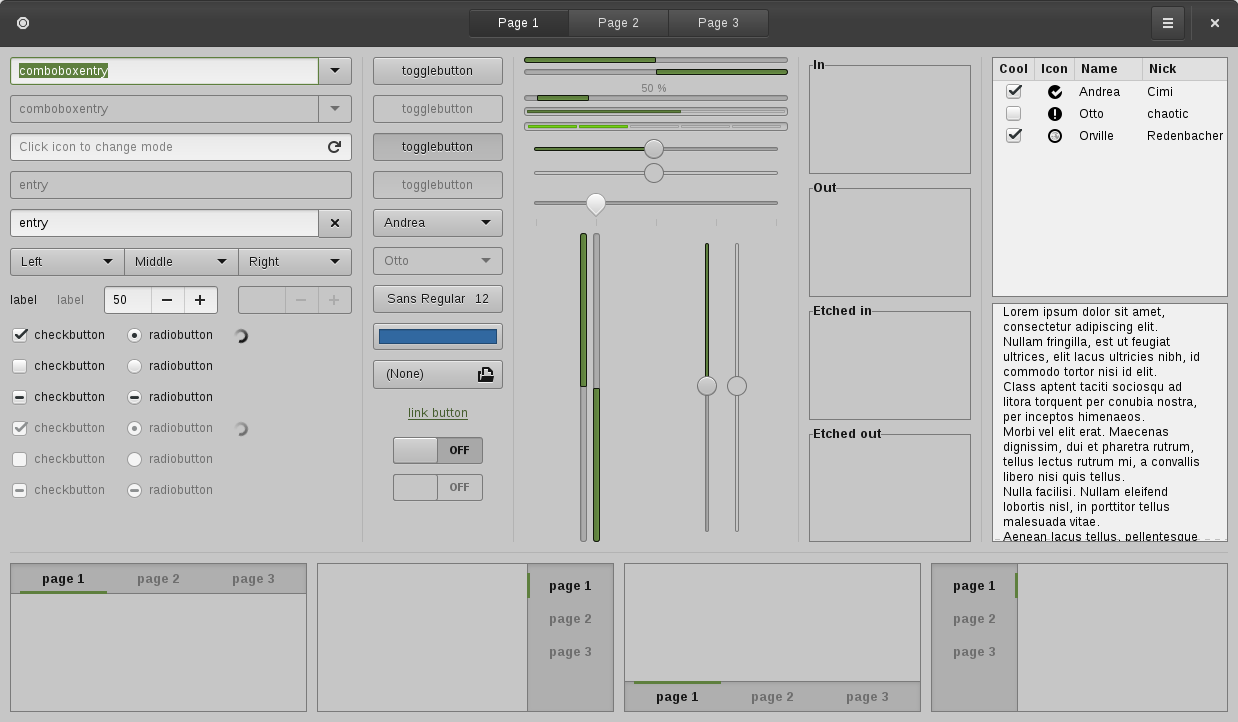 Page 1
Page 2
Page 3
comboboxentry
comboboxentry
Click icon to change mode
entry
entry
Left
Middle
Right
label
label
50
checkbutton
radiobutton
checkbutton
radiobutton
checkbutton
radiobutton
checkbutton
radiobutton
checkbutton
radiobutton
checkbutton
radiobutton
togglebutton
togglebutton
togglebutton
togglebutton
Andrea
Otto
Sans Regular 12
(None)
link button
OFF
OFF
50 %
In
Out
Etched in
Etched out
Cool Icon Name Nick
Andrea Cimi
Otto chaotic
Orville Redenbacher
Lorem ipsum dolor sit amet,
consectetur adipiscing elit.
Nullam fringilla, est ut feugiat
ultrices, elit lacus ultricies nibh, id
commodo tortor nisi id elit.
Class aptent taciti sociosqu ad
litora torquent per conubia nostra,
per inceptos himenaeos.
Morbi vel elit erat. Maecenas
dignissim, dui et pharetra rutrum,
tellus lectus rutrum mi, a convallis
libero nisi quis tellus.
Nulla facilisi. Nullam eleifend
lobortis nisl, in porttitor tellus
malesuada vitae.
Aenean lacus tellus, pellentesque
page 1
page 2
page 3
page 1
page 2
page 3
page 1
page 2
page 3
page 1
page 2
page 3